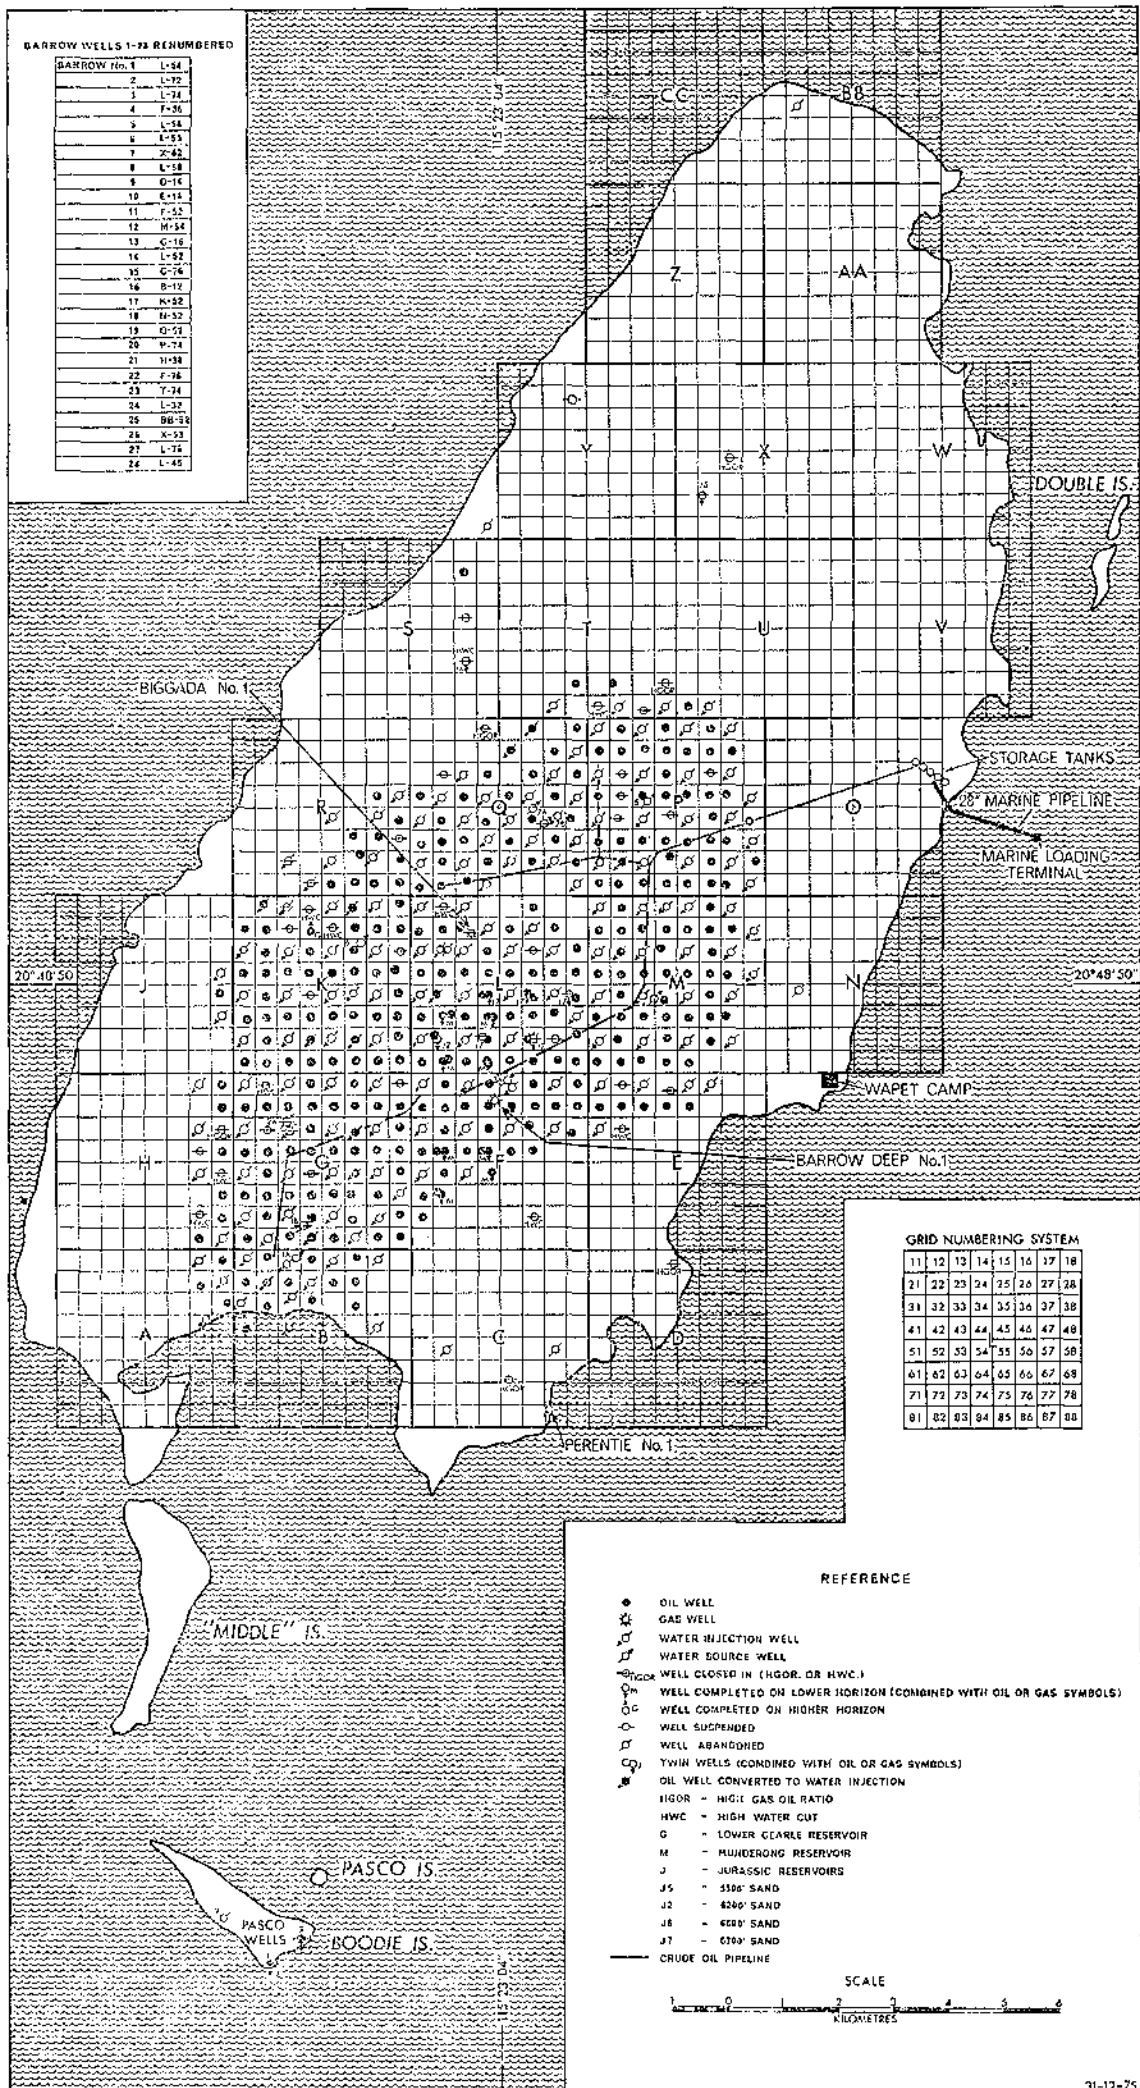 BARROW WELLS 1-28 RENUMBERED
BARROW No. 1 L-54
2 L-72
3 L-74
4 F-36
5 L-56
6 L-55
7 X-62
8 L-58
9 Q-14
10 E-14
11 F-52
12 M-54
13 G-16
14 L-52
15 G-76
16 B-12
17 K-52
18 N-52
19 Q-52
20 P-74
21 H-38
22 F-76
23 T-74
24 L-32
25 BB-52
26 X-53
27 L-76
28 L-45
115° 23' 04"
CC
BB
Z
AA
Y
X
W
DOUBLE IS.
S
T
U
V
BIGGADA No. 1
STORAGE TANKS
R
Q
O
28" MARINE PIPELINE
MARINE LOADING
TERMINAL
20° 48' 50"
20° 48' 50"
J
K
L
M
N
WAPET CAMP
H
G
F
E
BARROW DEEP No. 1
A
B
C
D
PERENTIE No. 1
GRID NUMBERING SYSTEM
11 12 13 14 15 16 17 18
21 22 23 24 25 26 27 28
31 32 33 34 35 36 37 38
41 42 43 44 45 46 47 48
51 52 53 54 55 56 57 58
61 62 63 64 65 66 67 68
71 72 73 74 75 76 77 78
81 82 83 84 85 86 87 88
"MIDDLE" IS.
PASCO IS.
PASCO
WELLS
BOODIE IS.
115° 23' 04"
REFERENCE
OIL WELL
GAS WELL
WATER INJECTION WELL
WATER SOURCE WELL
HGOR WELL CLOSED IN (HGOR. OR HWC.)
M WELL COMPLETED ON LOWER HORIZON (COMBINED WITH OIL OR GAS SYMBOLS)
G WELL COMPLETED ON HIGHER HORIZON
WELL SUSPENDED
WELL ABANDONED
J TWIN WELLS (COMBINED WITH OIL OR GAS SYMBOLS)
OIL WELL CONVERTED TO WATER INJECTION
HGOR - HIGH GAS OIL RATIO
HWC - HIGH WATER CUT
G - LOWER GEARLE RESERVOIR
M - MUDERONG RESERVOIR
J - JURASSIC RESERVOIRS
J5 - 5500' SAND
J2 - 6200' SAND
J6 - 6600' SAND
J7 - 6700' SAND
CRUDE OIL PIPELINE
SCALE
1 0 1 2 3 4 5 6
KILOMETRES
31-12-75